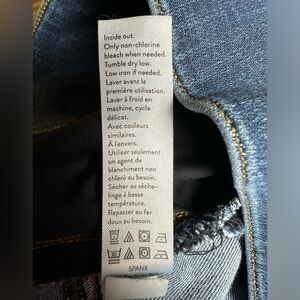 Inside out.
Only non-chlorine
bleach when needed.
Tumble dry low.
Low iron if needed.
Laver avant la
première utilisation.
Laver à froid en
machine, cycle
délicat.
Avec couleurs
similaires.
À l'envers.
Utiliser seulement
un agent de
blanchiment non
chloré au besoin.
Sécher au sèche-
linge à basse
température.
Repasser au fer
doux au besoin.
SPANX